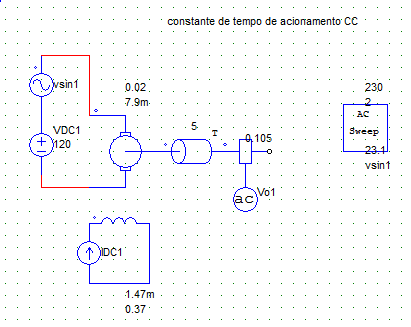 constante de tempo de acionamento CC
vsin1
0.02
7.9m
VDC1
120
5
T
0.105
230
2
AC
Sweep
23.1
vsin1
ac
Vo1
IDC1
1.47m
0.37